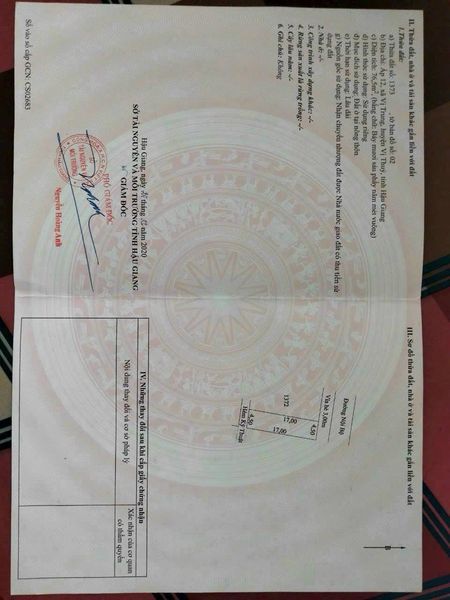 II. Thửa đất, nhà ở và tài sản khác gắn liền với đất
1. Thửa đất:
a) Thửa đất số: 1373 , tờ bản đồ số: 02
b) Địa chỉ: Ấp 12, xã Vị Trung, huyện Vị Thuỷ, tỉnh Hậu Giang
c) Diện tích: 76,5m², (bằng chữ: Bảy mươi sáu phẩy năm mét vuông)
d) Hình thức sử dụng: Sử dụng riêng
đ) Mục đích sử dụng: Đất ở tại nông thôn
e) Thời hạn sử dụng: Lâu dài
g) Nguồn gốc sử dụng: Nhận chuyển nhượng đất được Nhà nước giao đất có thu tiền sử
dụng đất
2. Nhà ở: -/-
3. Công trình xây dựng khác: -/-
4. Rừng sản xuất là rừng trồng: -/-
5. Cây lâu năm: -/-
6. Ghi chú: Không.
Hậu Giang, ngày tháng năm 2020
SỞ TÀI NGUYÊN VÀ MÔI TRƯỜNG TỈNH HẬU GIANG
GIÁM ĐỐC
PHÓ GIÁM ĐỐC
Nguyễn Hoàng Anh
Số vào sổ cấp GCN: CS02683
III. Sơ đồ thửa đất, nhà ở và tài sản khác gắn liền với đất
B
Đường Nội Bộ
Vỉa hè 3,00m
4,50
1372
17,00
17,00
4,50
Hẻm Kỹ Thuật
IV. Những thay đổi sau khi cấp giấy chứng nhận
Nội dung thay đổi và cơ sở pháp lý
Xác nhận của cơ quan
có thẩm quyền